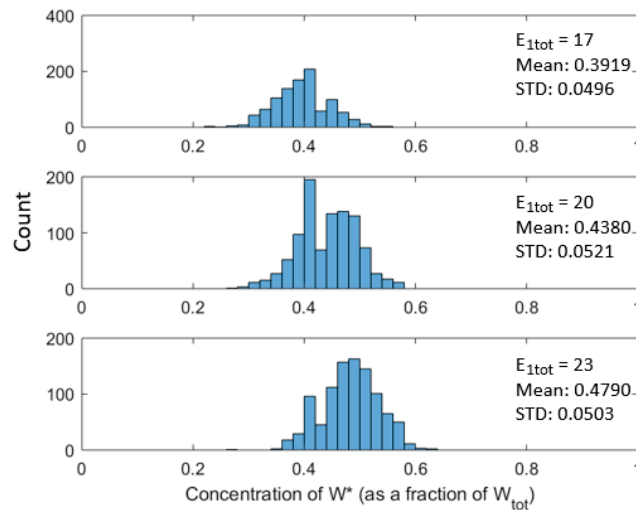 400
200
0
0
0.2
0.4
0.6
0.8
1
E1tot = 17
Mean: 0.3919
STD: 0.0496
Count
200
100
0
0
0.2
0.4
0.6
0.8
1
E1tot = 20
Mean: 0.4380
STD: 0.0521
200
100
0
0
0.2
0.4
0.6
0.8
1
E1tot = 23
Mean: 0.4790
STD: 0.0503
Concentration of W* (as a fraction of Wtot)